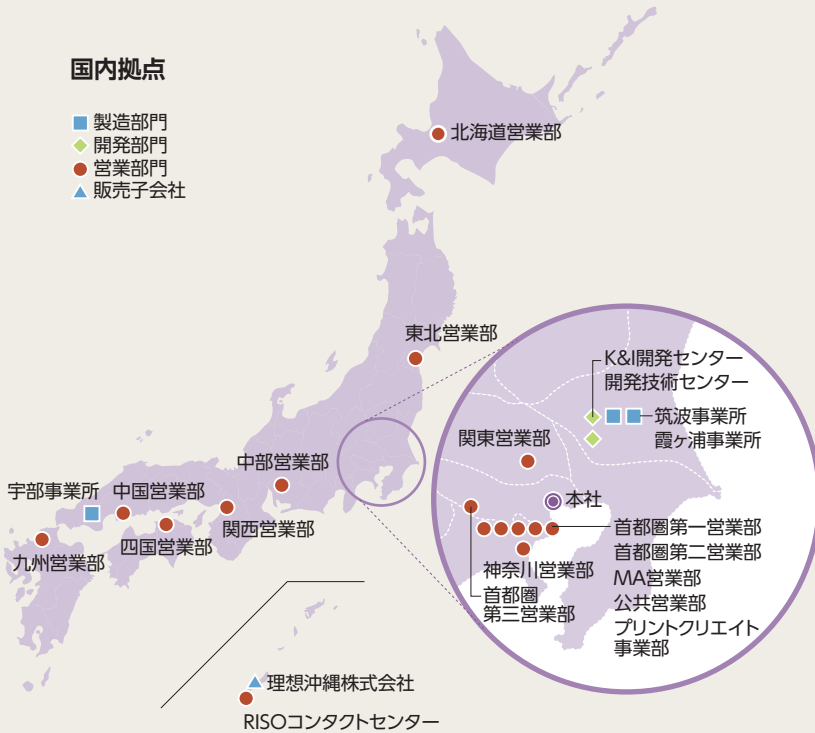 国内拠点
製造部門
開発部門
営業部門
販売子会社
北海道営業部
東北営業部
K&I開発センター
開発技術センター
筑波事業所
霞ヶ浦事業所
関東営業部
本社
中部営業部
宇部事業所
中国営業部
関西営業部
四国営業部
九州営業部
首都圏第一営業部
首都圏第二営業部
MA営業部
公共営業部
プリントクリエイト
事業部
神奈川営業部
首都圏
第三営業部
理想沖縄株式会社
RISOコンタクトセンター